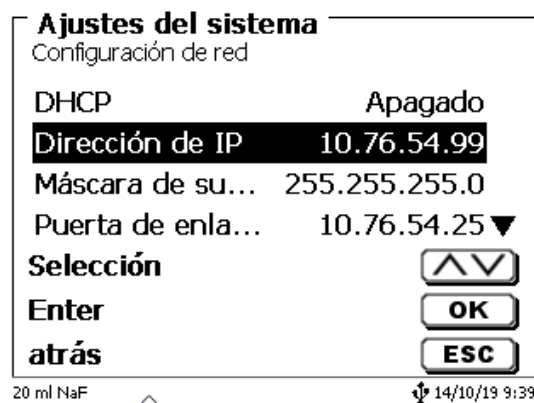 Ajustes del sistema
Configuración de red
DHCP Apagado
Dirección de IP 10.76.54.99
Máscara de su... 255.255.255.0
Puerta de enla... 10.76.54.25
Selección
Enter OK
atrás ESC
20 ml NaF 14/10/19 9:39